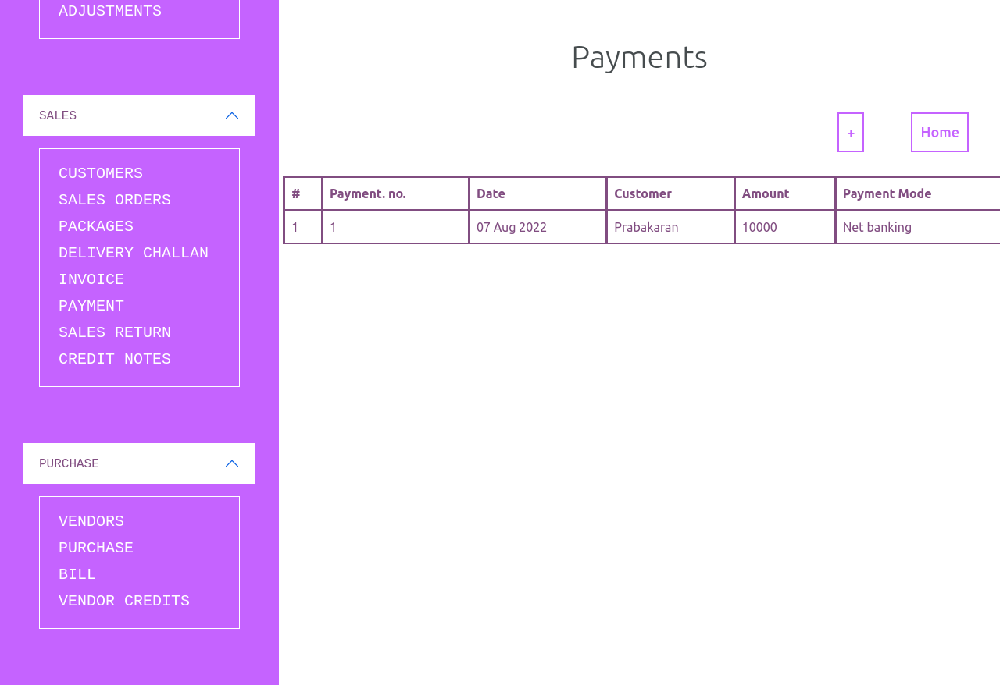 ADJUSTMENTS
SALES
CUSTOMERS
SALES ORDERS
PACKAGES
DELIVERY CHALLAN
INVOICE
PAYMENT
SALES RETURN
CREDIT NOTES
PURCHASE
VENDORS
PURCHASE
BILL
VENDOR CREDITS
Payments
+ Home
# Payment. no. Date Customer Amount Payment Mode
1 1 07 Aug 2022 Prabakaran 10000 Net banking